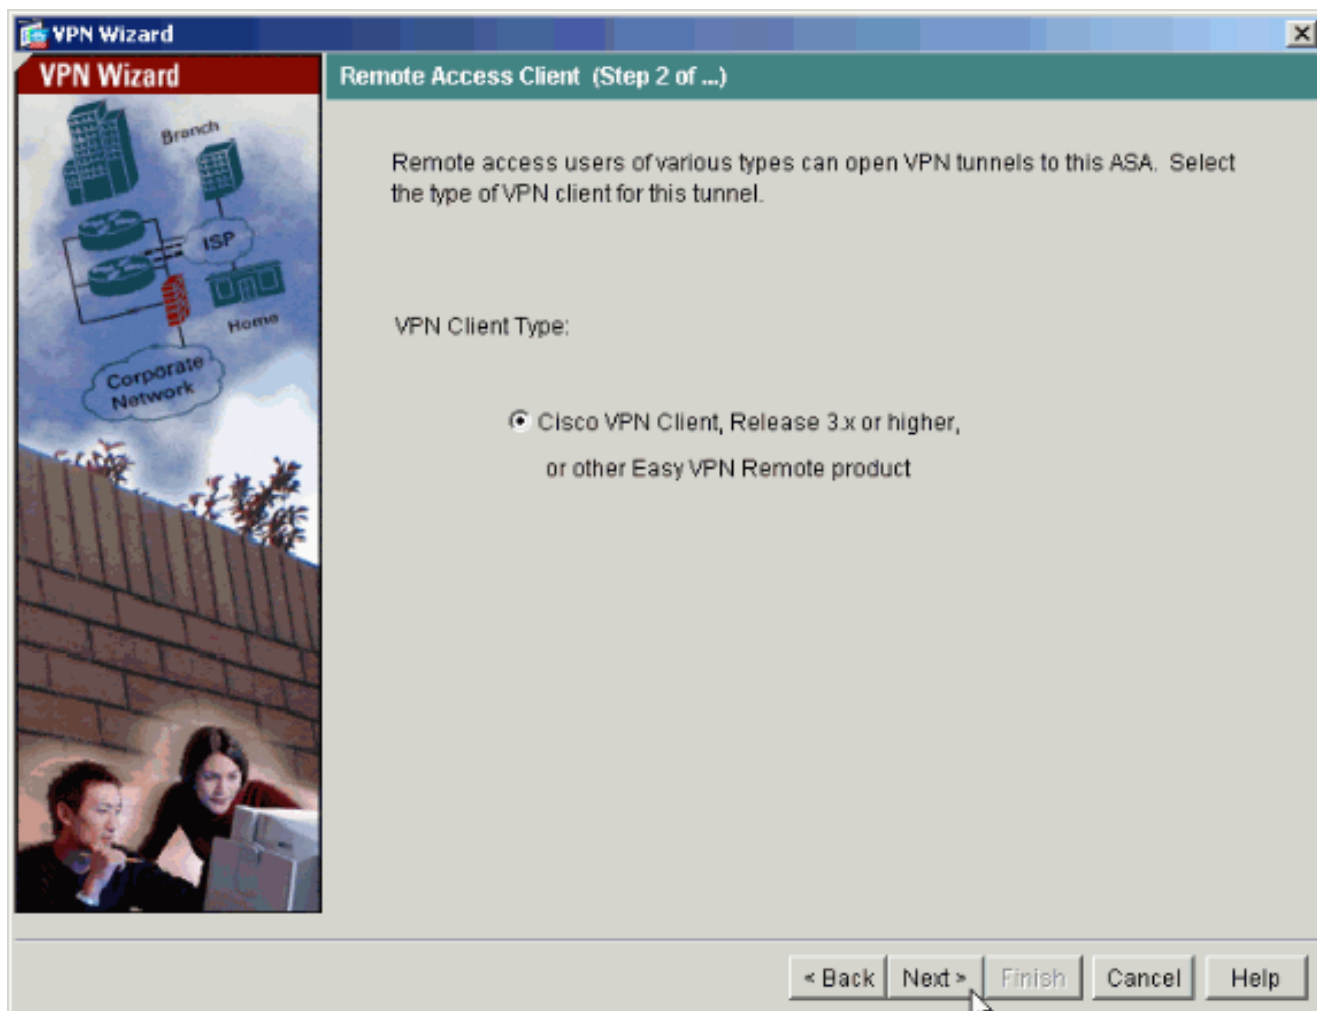 VPN Wizard
VPN Wizard
Remote Access Client (Step 2 of ...)
Branch
ISP
Home
Corporate
Network
Remote access users of various types can open VPN tunnels to this ASA. Select
the type of VPN client for this tunnel.
VPN Client Type:
Cisco VPN Client, Release 3.x or higher,
or other Easy VPN Remote product
< Back
Next >
Finish
Cancel
Help